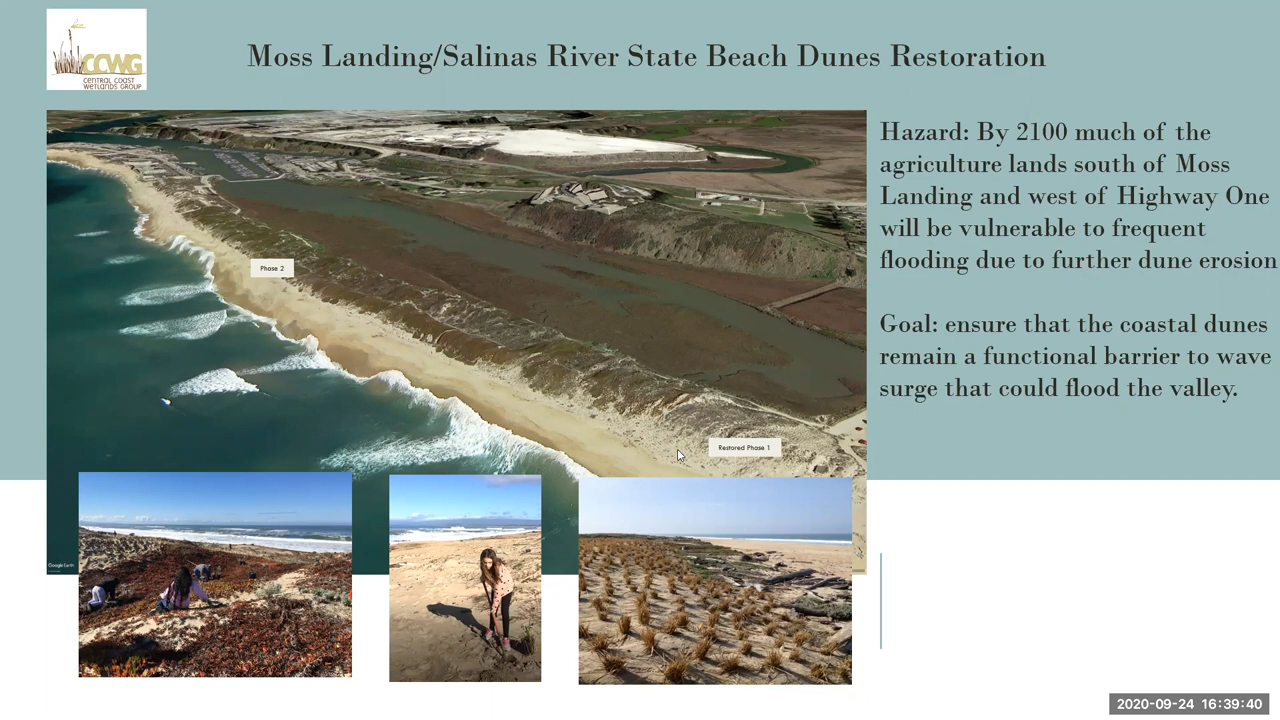 CCWG
CENTRAL COAST
WETLANDS GROUP
Moss Landing/Salinas River State Beach Dunes Restoration
Hazard: By 2100 much of the
agriculture lands south of Moss
Landing and west of Highway One
will be vulnerable to frequent
flooding due to further dune erosion
Goal: ensure that the coastal dunes
remain a functional barrier to wave
surge that could flood the valley.
Phase 2
Restored Phase 1
Google Earth
2020-09-24 16:39:40